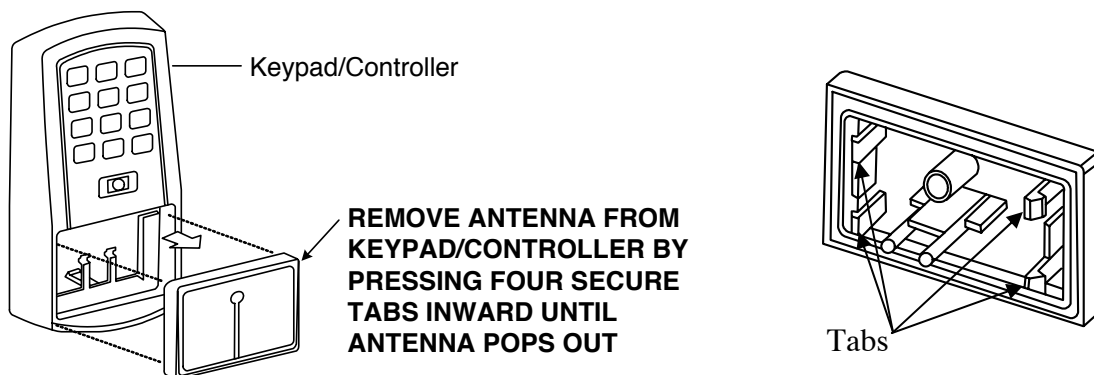 Keypad/Controller
REMOVE ANTENNA FROM
KEYPAD/CONTROLLER BY
PRESSING FOUR SECURE
TABS INWARD UNTIL
ANTENNA POPS OUT
Tabs